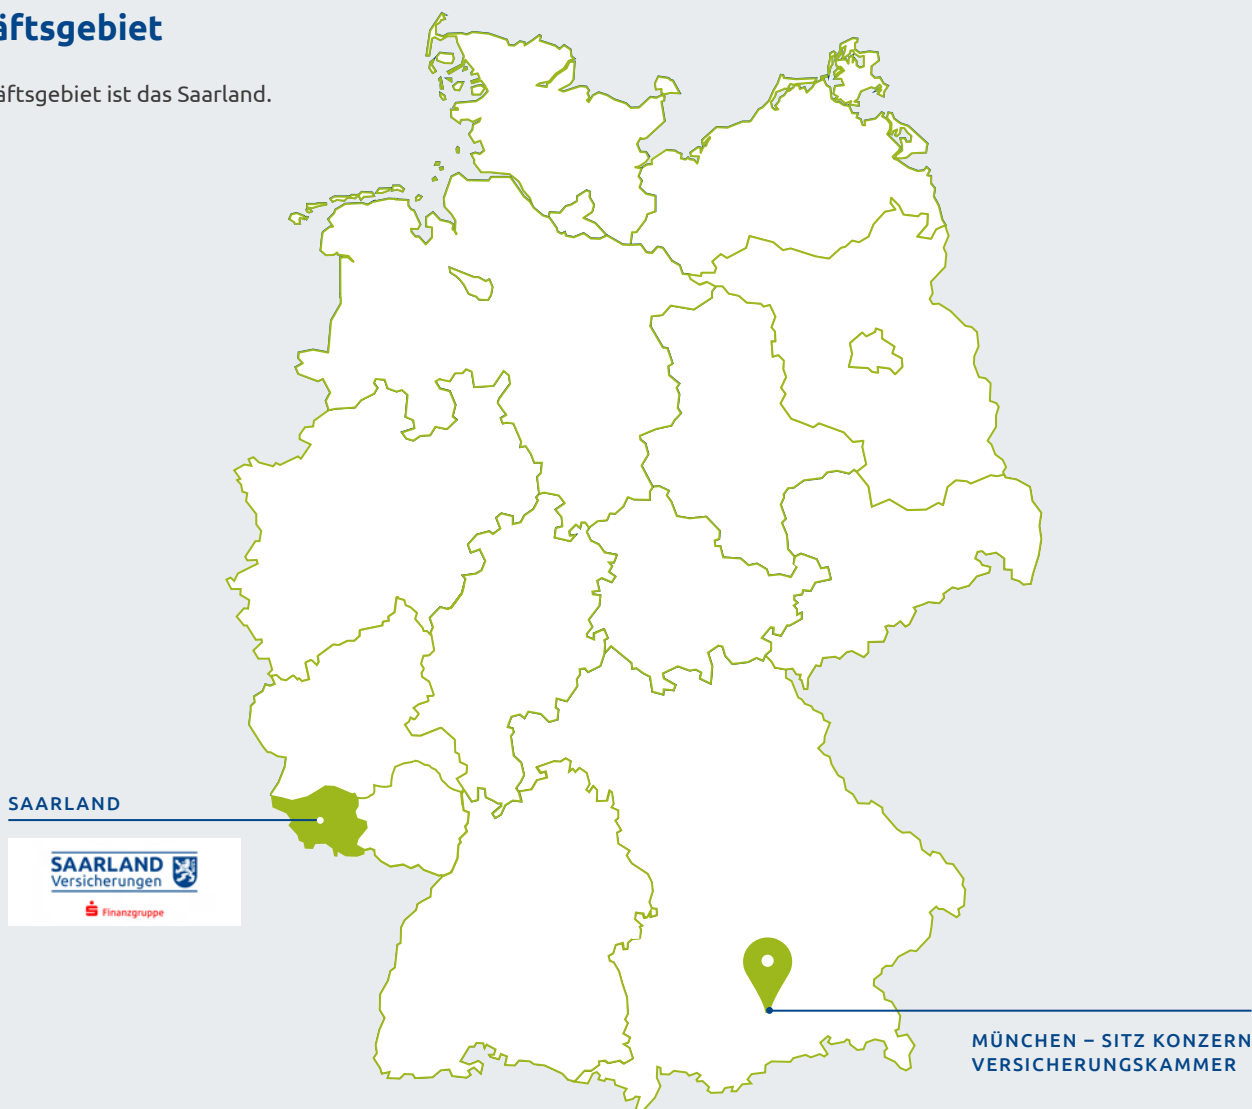 äftsgebiet
äftsgebiet ist das Saarland.
SAARLAND
SAARLAND
Versicherungen
Finanzgruppe
MÜNCHEN – SITZ KONZERN
VERSICHERUNGSKAMMER